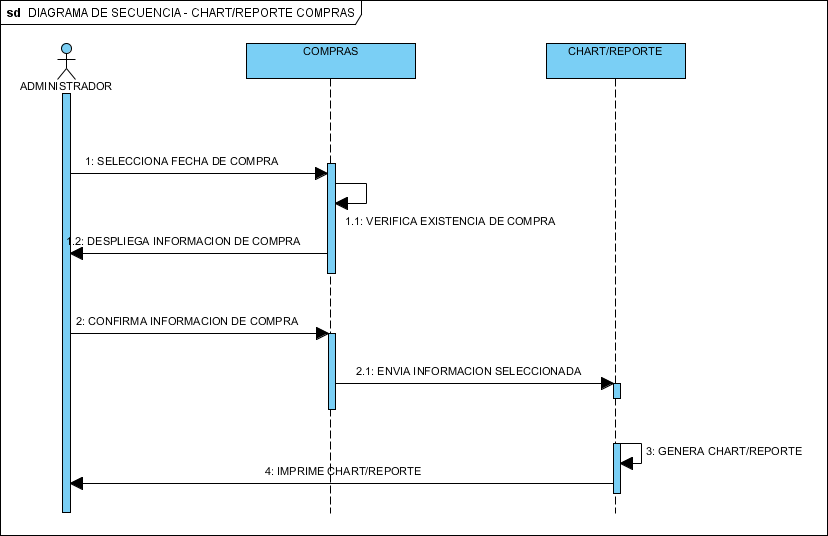 sd DIAGRAMA DE SECUENCIA - CHART/REPORTE COMPRAS
COMPRAS
CHART/REPORTE
ADMINISTRADOR
1: SELECCIONA FECHA DE COMPRA
1.1: VERIFICA EXISTENCIA DE COMPRA
1.2: DESPLIEGA INFORMACION DE COMPRA
2: CONFIRMA INFORMACION DE COMPRA
2.1: ENVIA INFORMACION SELECCIONADA
3: GENERA CHART/REPORTE
4: IMPRIME CHART/REPORTE